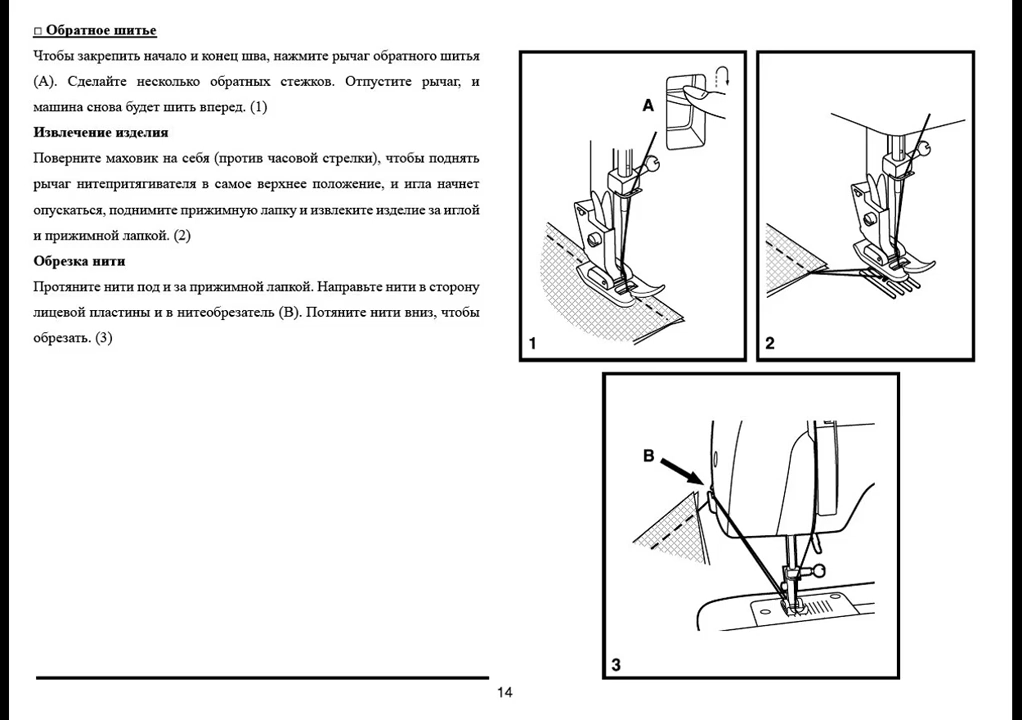 □ Обратное шитье
Чтобы закрепить начало и конец шва, нажмите рычаг обратного шитья
(А). Сделайте несколько обратных стежков. Отпустите рычаг, и
машина снова будет шить вперед. (1)
Извлечение изделия
Поверните маховик на себя (против часовой стрелки), чтобы поднять
рычаг нитепритягивателя в самое верхнее положение, и игла начнет
опускаться, поднимите прижимную лапку и извлеките изделие за иглой
и прижимной лапкой. (2)
Обрезка нити
Протяните нити под и за прижимной лапкой. Направьте нити в сторону
лицевой пластины и в нитеобрезатель (В). Потяните нити вниз, чтобы
обрезать. (3)
A
1
2
B
3
14